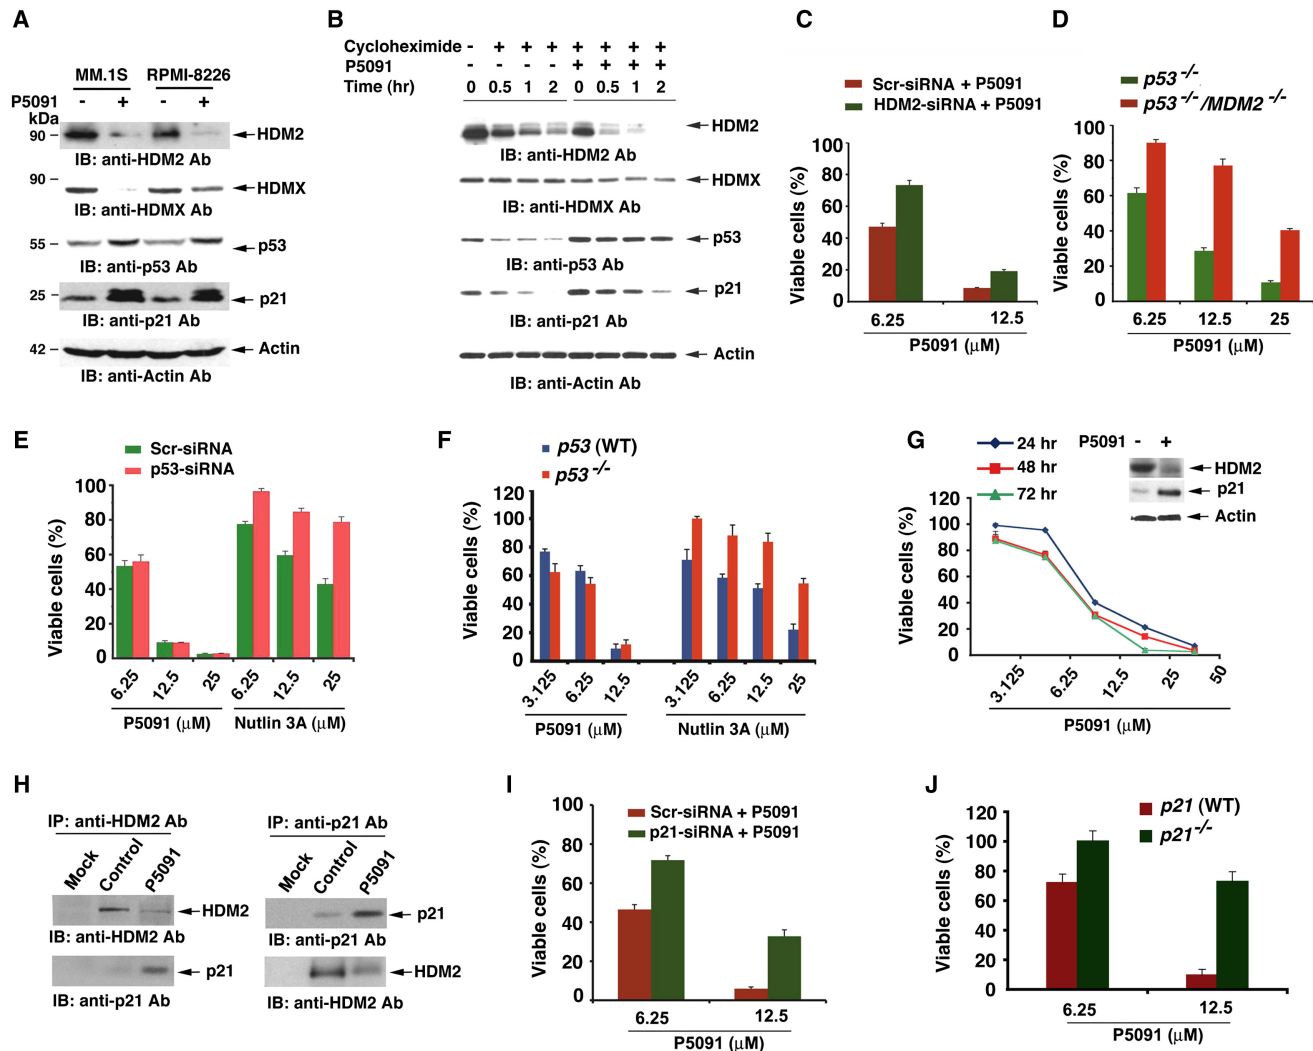 A
MM.1S RPMI-8226
P5091 - + - +
kDa
90 HDM2
IB: anti-HDM2 Ab
90 HDMX
IB: anti-HDMX Ab
55 p53
IB: anti-p53 Ab
25 p21
IB: anti-p21 Ab
42 Actin
IB: anti-Actin Ab
B
Cycloheximide - + + + + + + +
P5091 - - - - + + + +
Time (hr) 0 0.5 1 2 0 0.5 1 2
HDM2
IB: anti-HDM2 Ab
HDMX
IB: anti-HDMX Ab
p53
IB: anti-p53 Ab
p21
IB: anti-p21 Ab
Actin
IB: anti-Actin Ab
C
Scr-siRNA + P5091
HDM2-siRNA + P5091
Viable cells (%)
100
80
60
40
20
0
6.25 12.5
P5091 (μM)
D
p53 -/-
p53 -/- /MDM2 -/-
Viable cells (%)
100
80
60
40
20
0
6.25 12.5 25
P5091 (μM)
E
Scr-siRNA
p53-siRNA
Viable cells (%)
100
80
60
40
20
0
6.25 12.5 25 6.25 12.5 25
P5091 (μM) Nutlin 3A (μM)
F
p53 (WT)
p53 -/-
Viable cells (%)
120
100
80
60
40
20
0
3.125 6.25 12.5 3.125 6.25 12.5 25
P5091 (μM) Nutlin 3A (μM)
G
24 hr
48 hr
72 hr
P5091 - +
HDM2
p21
Actin
Viable cells (%)
120
100
80
60
40
20
0
3.125 6.25 12.5 25 50
P5091 (μM)
H
IP: anti-HDM2 Ab
Mock Control P5091
HDM2
IB: anti-HDM2 Ab
p21
IB: anti-p21 Ab
IP: anti-p21 Ab
Mock Control P5091
p21
IB: anti-p21 Ab
HDM2
IB: anti-HDM2 Ab
I
Scr-siRNA + P5091
p21-siRNA + P5091
Viable cells (%)
100
80
60
40
20
0
6.25 12.5
P5091 (μM)
J
p21 (WT)
p21 -/-
Viable cells (%)
120
100
80
60
40
20
0
6.25 12.5
P5091 (μM)